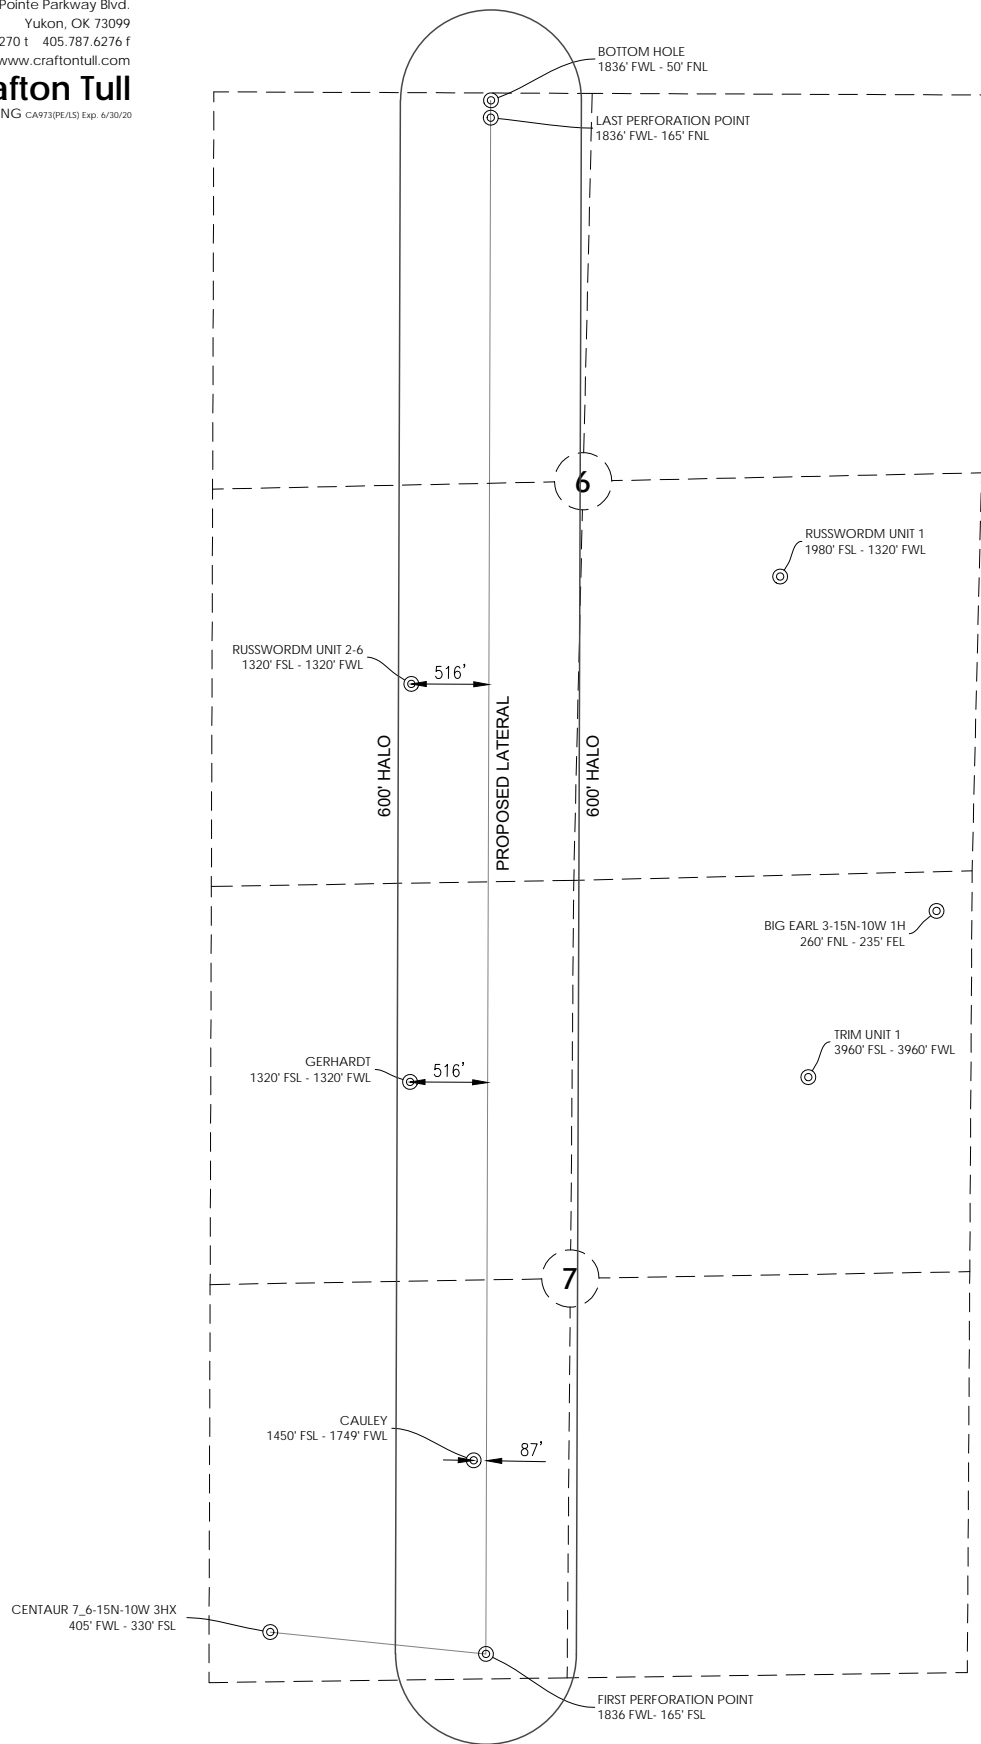 Pointe Parkway Blvd.
Yukon, OK 73099
270 t 405.787.6276 f
www.craftontull.com
afton Tull
NG CA973(PE/LS) Exp. 6/30/20
BOTTOM HOLE
1836' FWL - 50' FNL
LAST PERFORATION POINT
1836' FWL- 165' FNL
6
RUSSWORDM UNIT 1
1980' FSL - 1320' FWL
RUSSWORDM UNIT 2-6
1320' FSL - 1320' FWL
516'
600' HALO
PROPOSED LATERAL
600' HALO
BIG EARL 3-15N-10W 1H
260' FNL - 235' FEL
TRIM UNIT 1
3960' FSL - 3960' FWL
GERHARDT
1320' FSL - 1320' FWL
516'
7
CAULEY
1450' FSL - 1749' FWL
87'
CENTAUR 7_6-15N-10W 3HX
405' FWL - 330' FSL
FIRST PERFORATION POINT
1836 FWL- 165' FSL